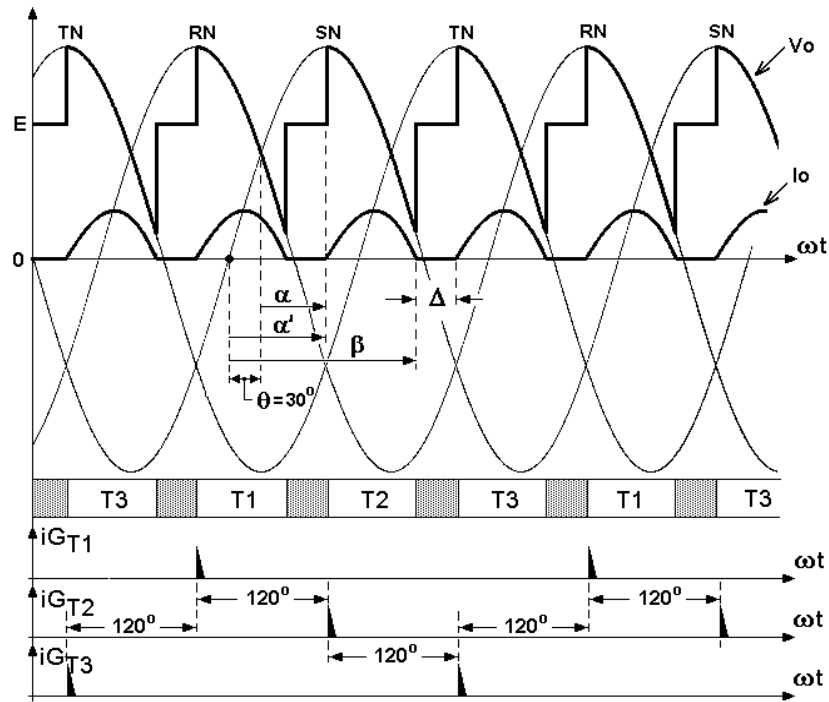 TN RN SN TN RN SN
Vo
E
Io
0 ωt
α Δ
α'
β
θ = 30°
T3 T1 T2 T3 T1 T3
iGT1 ωt
120° 120°
iGT2 ωt
120° 120° 120°
iGT3 ωt